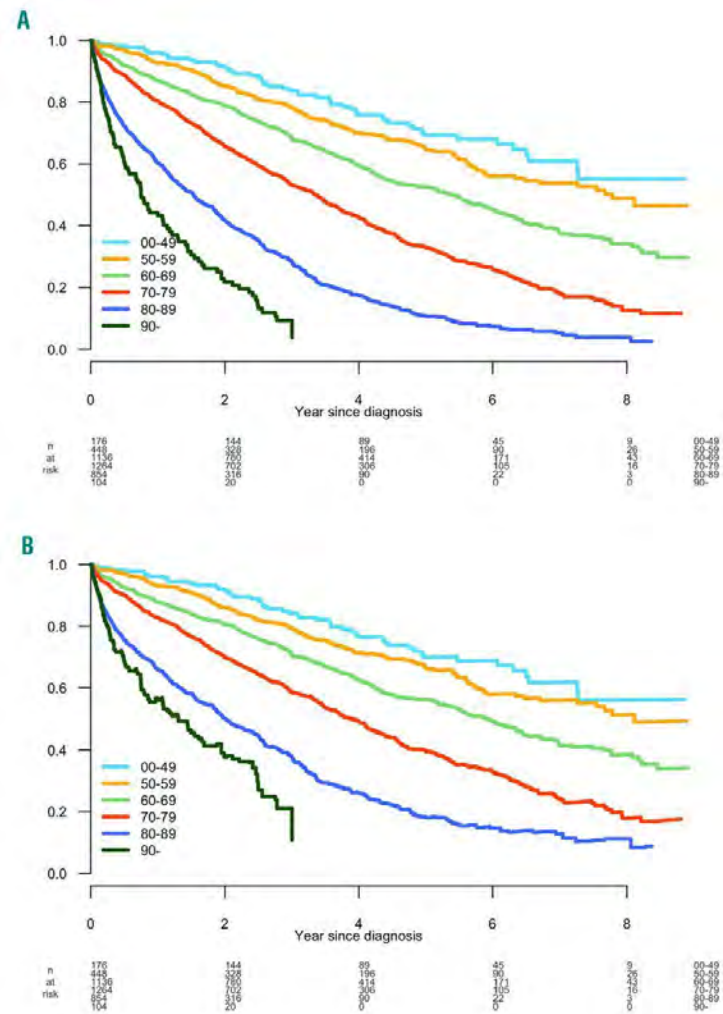 A
1.0
0.8
0.6
0.4
0.2
0.0
00-49
50-59
60-69
70-79
80-89
90-
0 2 4 6 8
Year since diagnosis
n at risk
176 144 89 45 9 00-49
448 328 196 90 26 50-59
1136 780 414 171 43 60-69
1264 702 306 105 16 70-79
854 316 90 22 3 80-89
104 20 0 0 0 90-
B
1.0
0.8
0.6
0.4
0.2
0.0
00-49
50-59
60-69
70-79
80-89
90-
0 2 4 6 8
Year since diagnosis
n at risk
176 144 89 45 9 00-49
448 328 196 90 26 50-59
1136 780 414 171 43 60-69
1264 702 306 105 16 70-79
854 316 90 22 3 80-89
104 20 0 0 0 90-